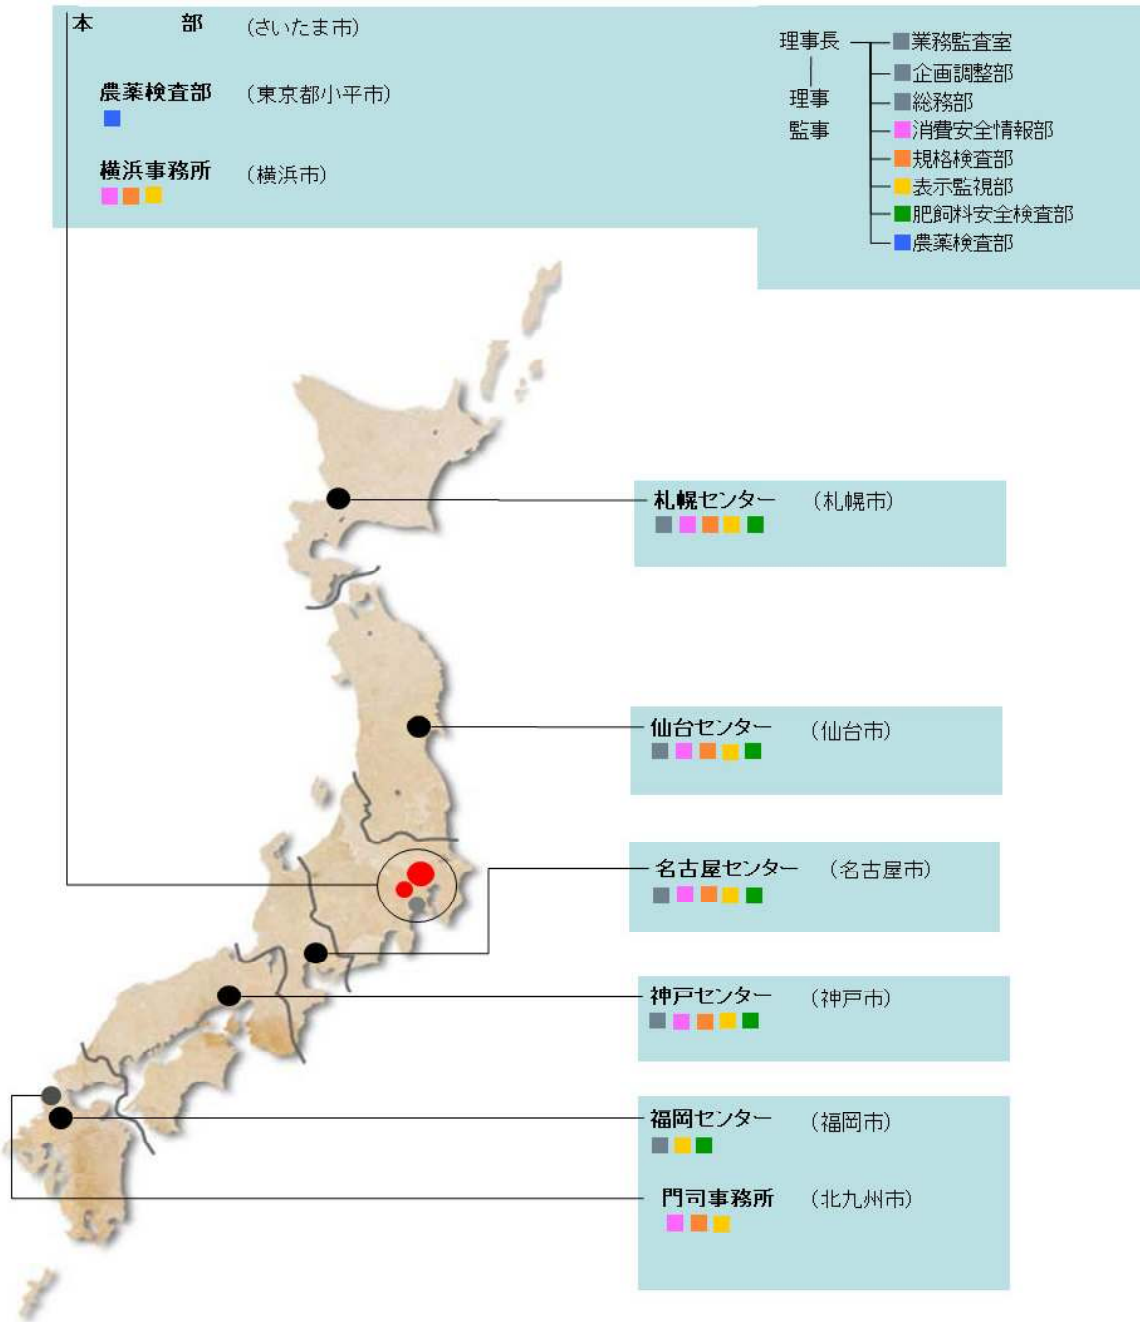 本　　　部　（さいたま市）
農薬検査部　（東京都小平市）
横浜事務所　（横浜市）
理事長
理事
監事
業務監査室
企画調整部
総務部
消費安全情報部
規格検査部
表示監視部
肥飼料安全検査部
農薬検査部
札幌センター　（札幌市）
仙台センター　（仙台市）
名古屋センター　（名古屋市）
神戸センター　（神戸市）
福岡センター　（福岡市）
門司事務所　（北九州市）